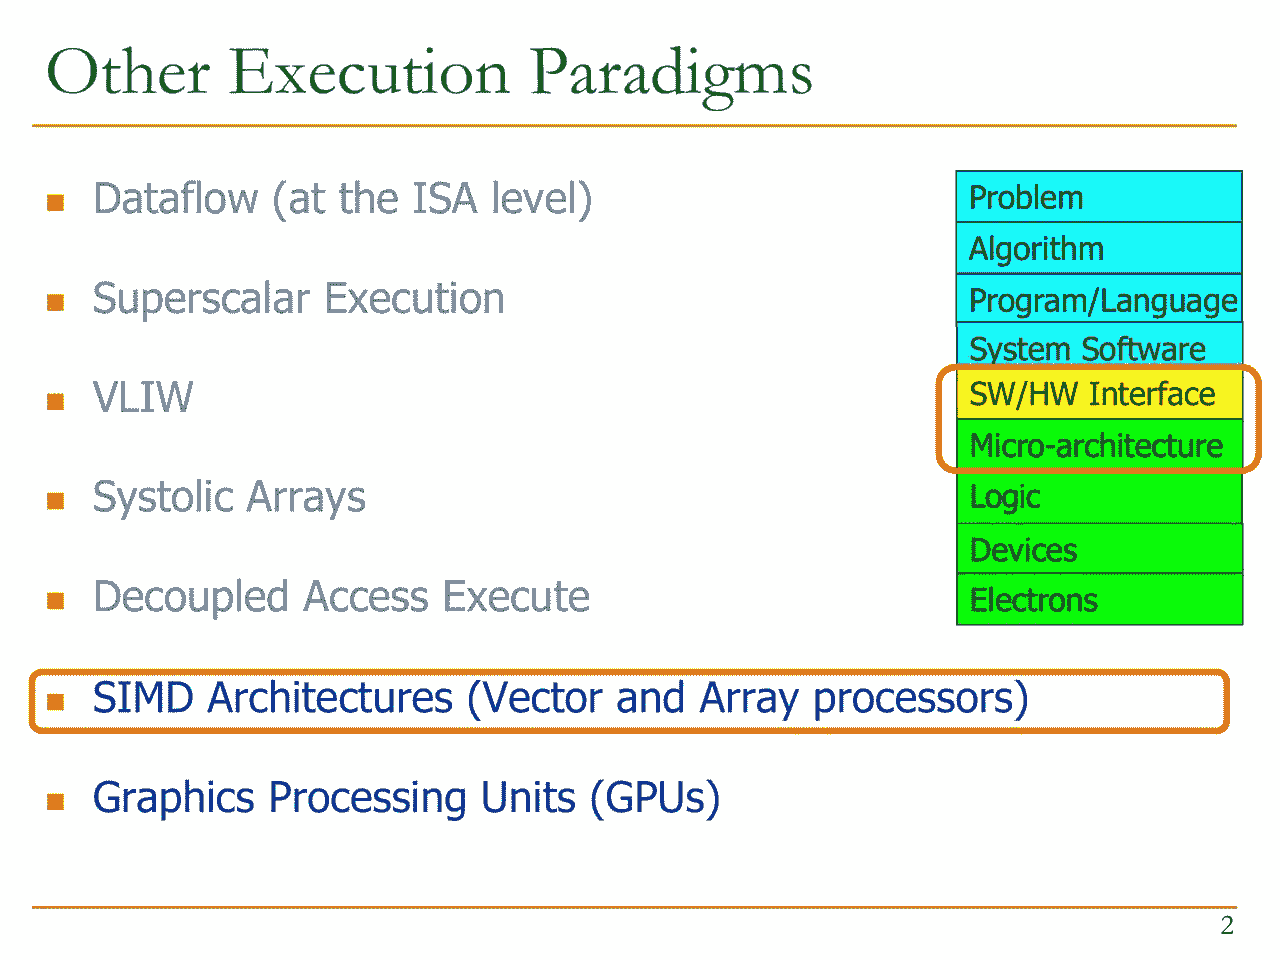 Other Execution Paradigms
Dataflow (at the ISA level)
Superscalar Execution
VLIW
Systolic Arrays
Decoupled Access Execute
SIMD Architectures (Vector and Array processors)
Graphics Processing Units (GPUs)
Problem
Algorithm
Program/Language
System Software
SW/HW Interface
Micro-architecture
Logic
Devices
Electrons
2